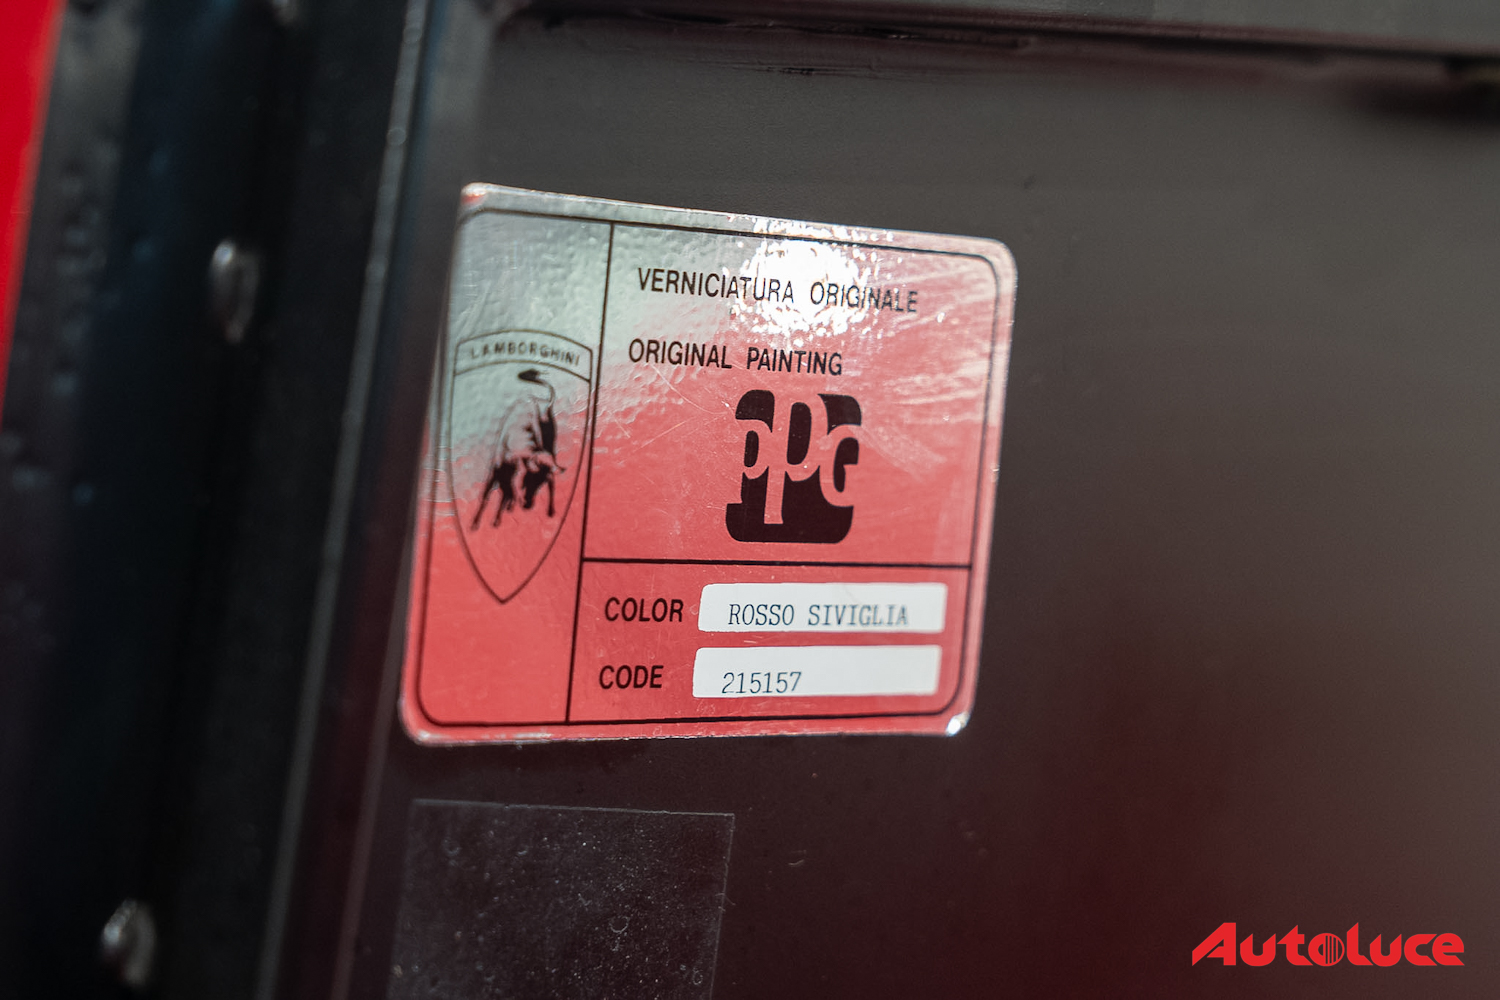 LAMBORGHINI
VERNICIATURA ORIGINALE
ORIGINAL PAINTING
ppg
COLOR ROSSO SIVIGLIA
CODE 215157
Autoluce